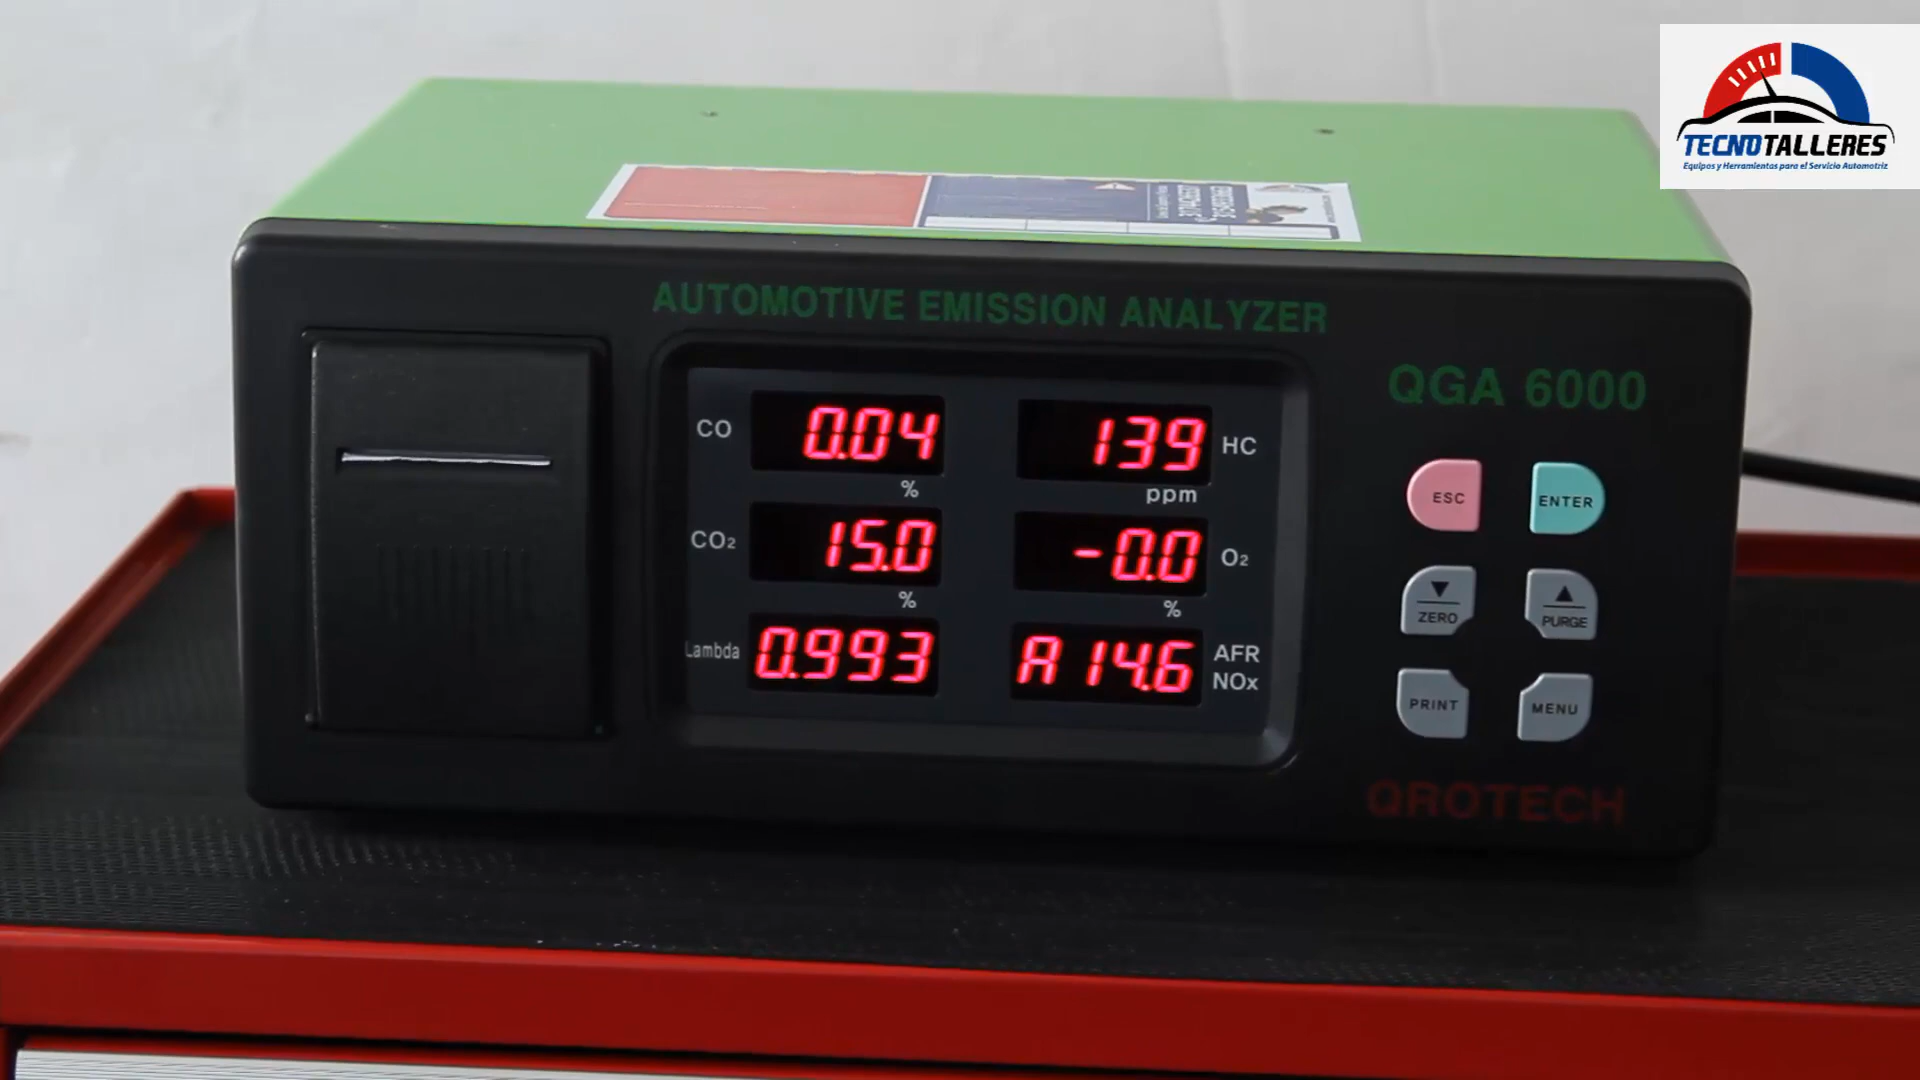 TECNOTALLERES
Equipos y Herramientas para el Servicio Automotriz
AUTOMOTIVE EMISSION ANALYZER
QGA 6000
CO 0.04 139 HC
% ppm
CO₂ 15.0 -0.0 O₂
% %
Lambda 0.993 A 14.6 AFR
NOx
ESC ENTER
▼ ▲
ZERO PURGE
PRINT MENU
QROTECH